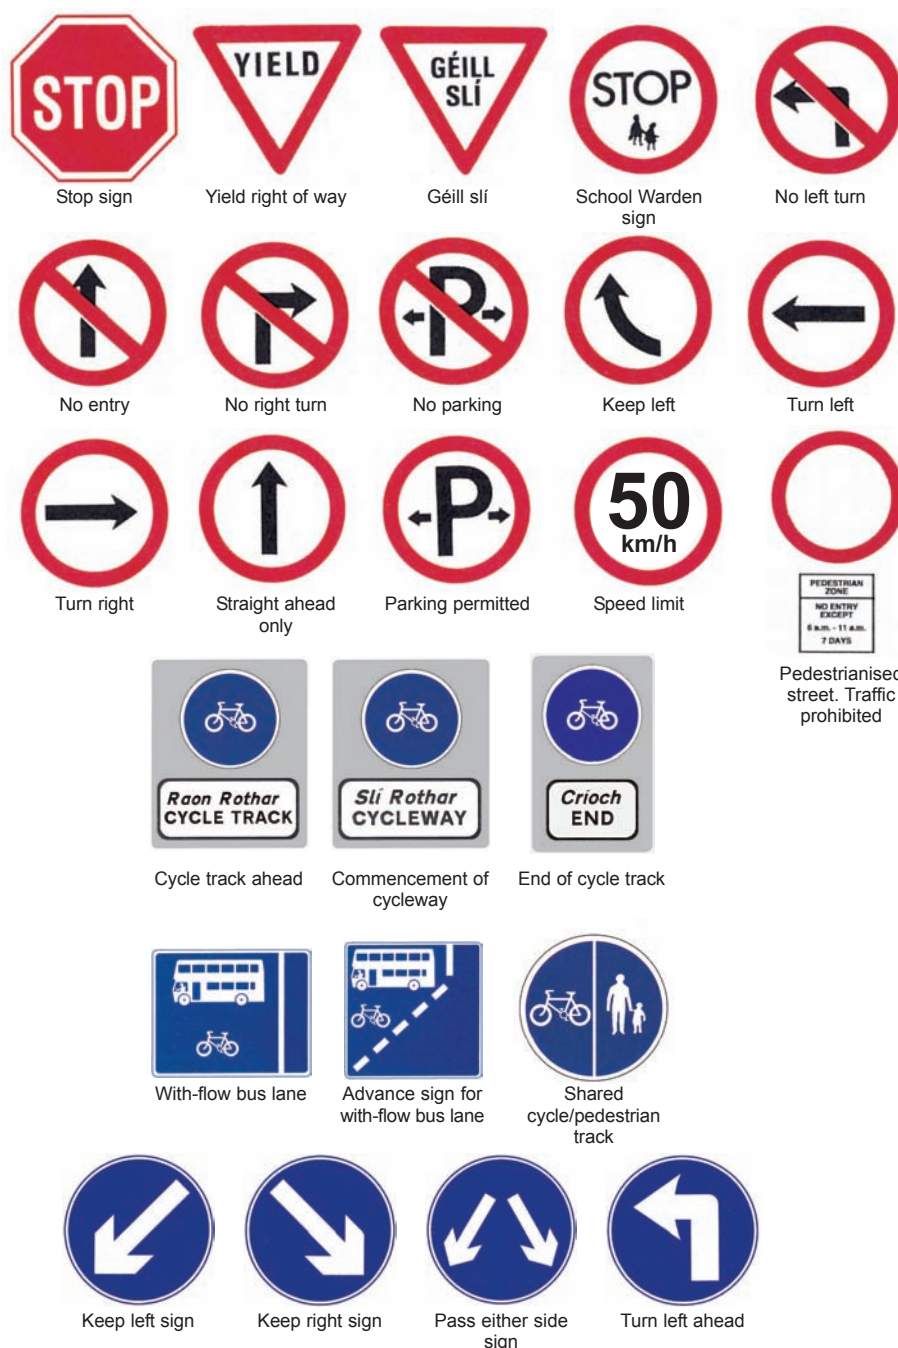 STOP
YIELD
GÉILL
SLÍ
STOP
Stop sign
Yield right of way
Géill slí
School Warden
sign
No left turn
P
No entry
No right turn
No parking
Keep left
Turn left
P
50
km/h
Turn right
Straight ahead
only
Parking permitted
Speed limit
PEDESTRIAN
ZONE
NO ENTRY
EXCEPT
6 a.m. - 11 a.m.
7 DAYS
Pedestrianised
street. Traffic
prohibited
Raon Rothar
CYCLE TRACK
Slí Rothar
CYCLEWAY
Críoch
END
Cycle track ahead
Commencement of
cycleway
End of cycle track
With-flow bus lane
Advance sign for
with-flow bus lane
Shared
cycle/pedestrian
track
Keep left sign
Keep right sign
Pass either side
sign
Turn left ahead